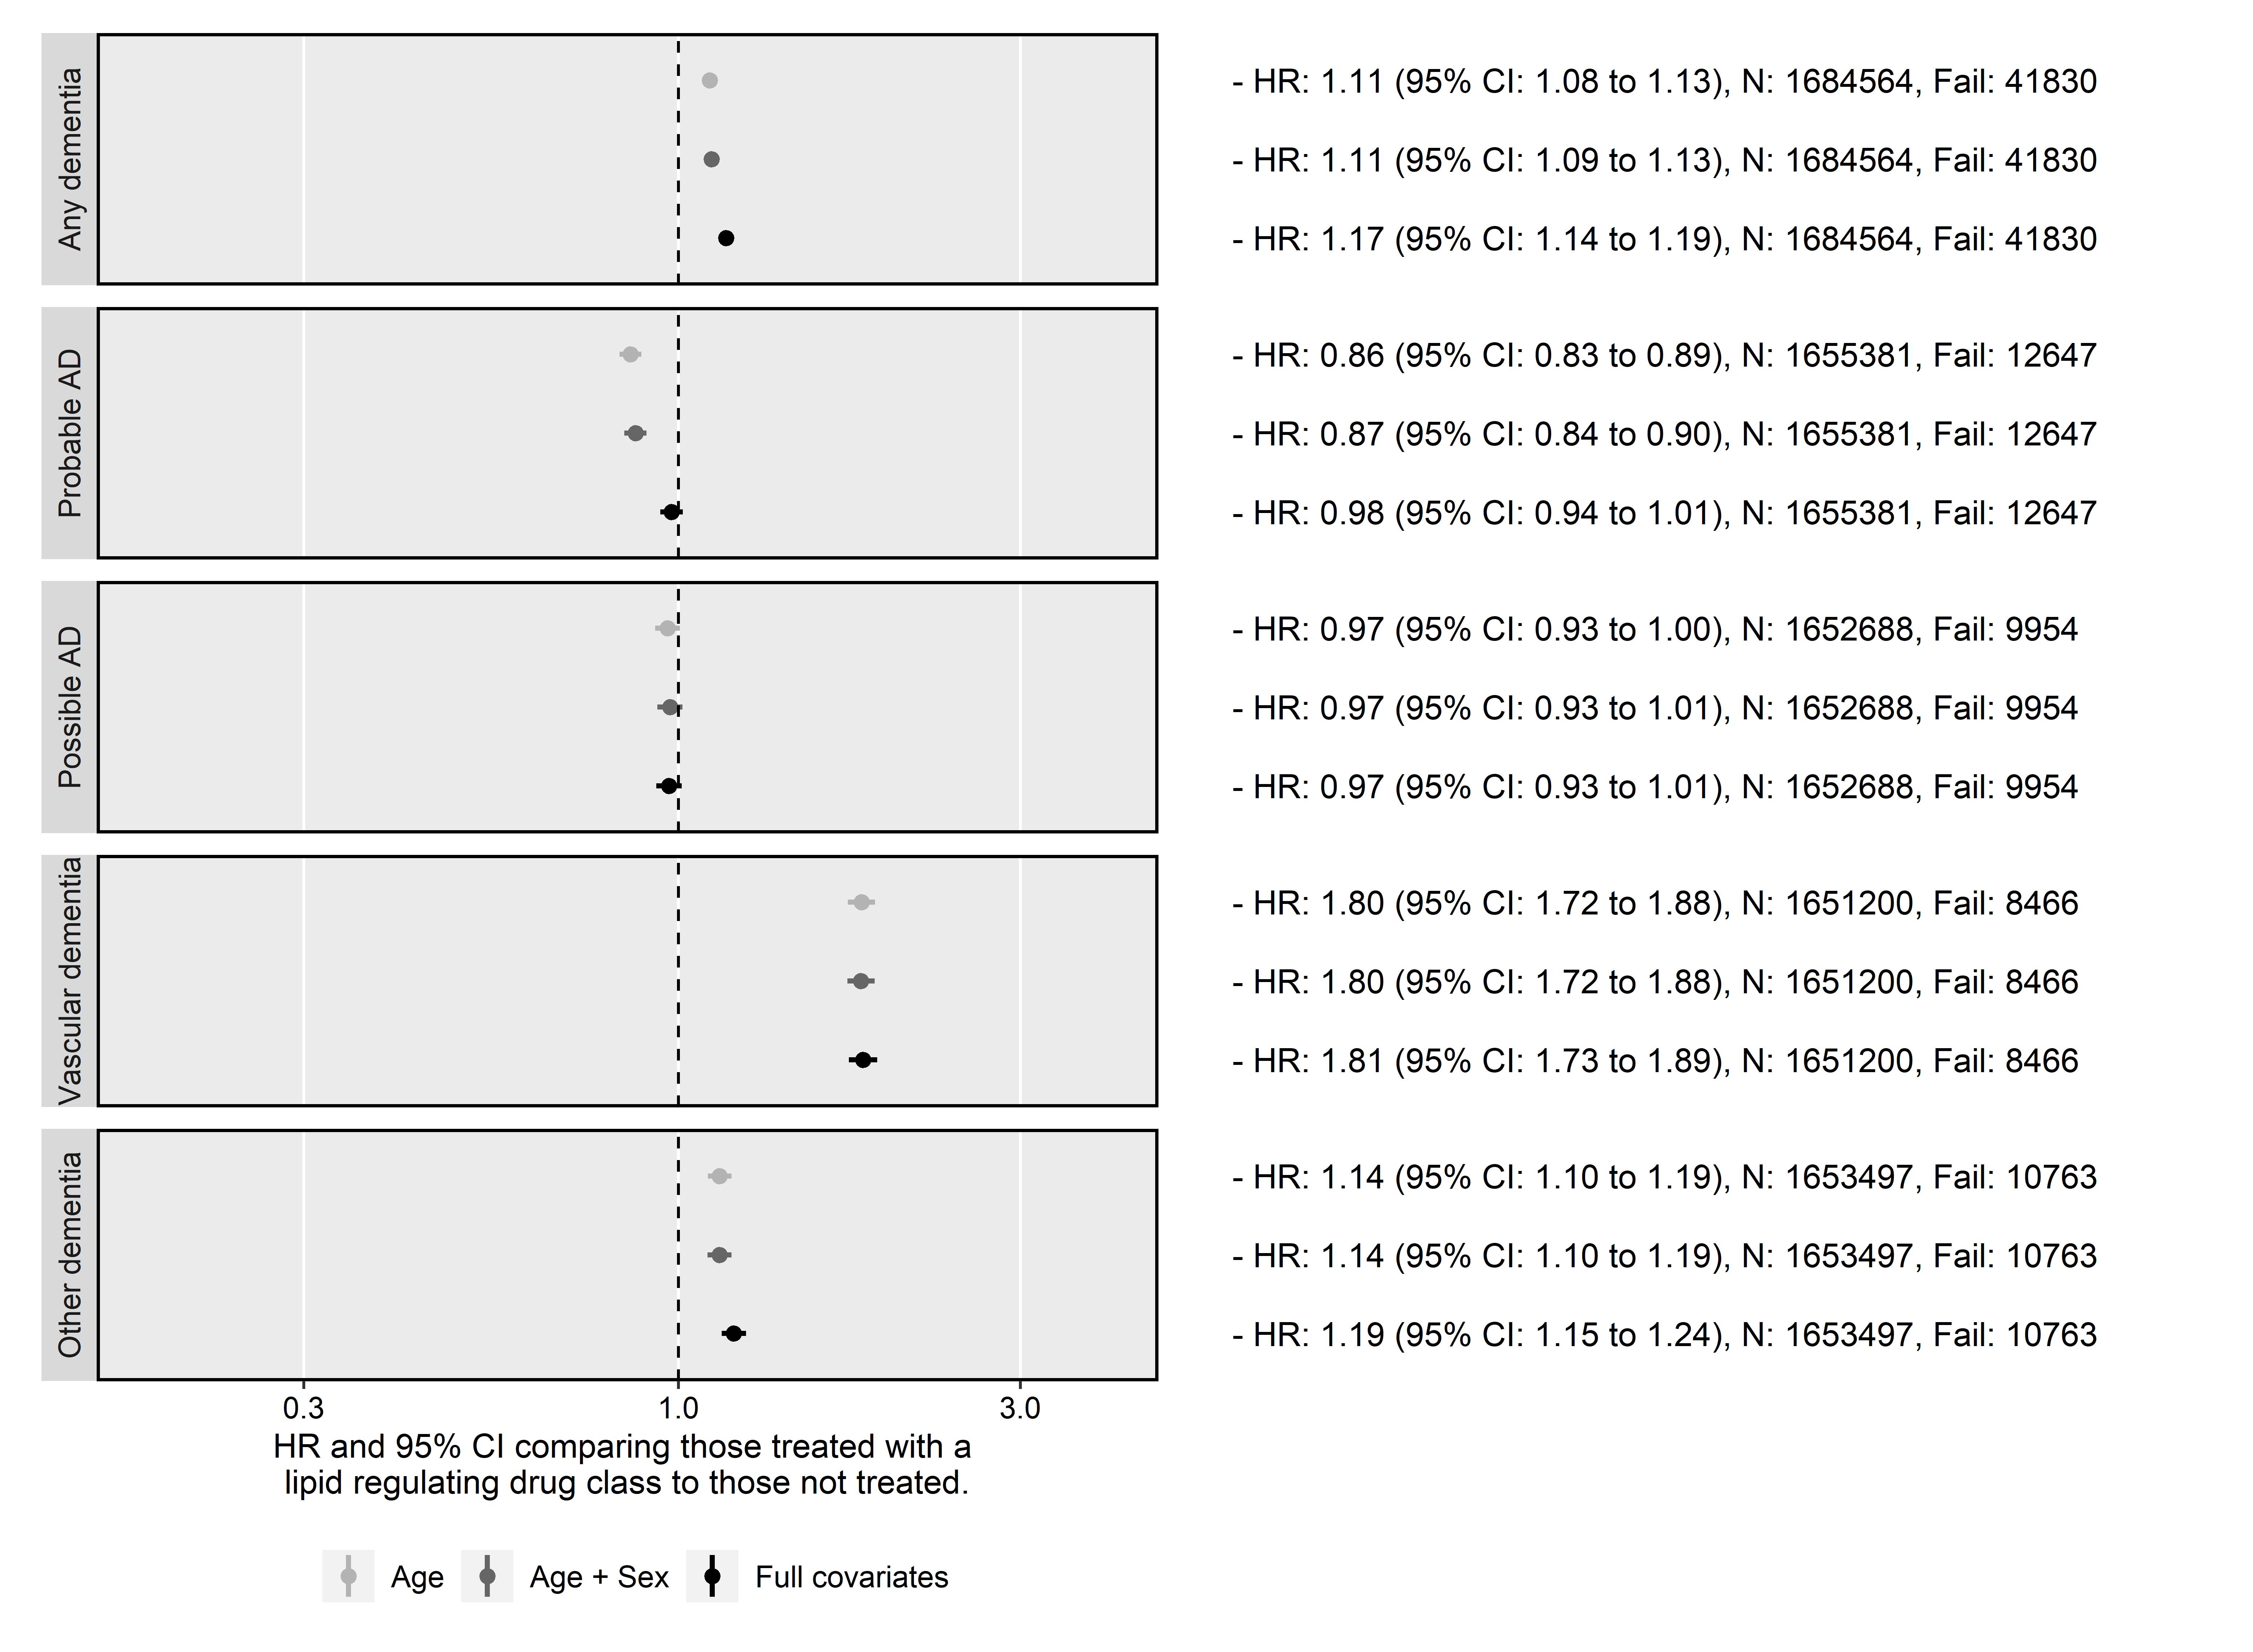 Any dementia
- HR: 1.11 (95% CI: 1.08 to 1.13), N: 1684564, Fail: 41830
- HR: 1.11 (95% CI: 1.09 to 1.13), N: 1684564, Fail: 41830
- HR: 1.17 (95% CI: 1.14 to 1.19), N: 1684564, Fail: 41830
Probable AD
- HR: 0.86 (95% CI: 0.83 to 0.89), N: 1655381, Fail: 12647
- HR: 0.87 (95% CI: 0.84 to 0.90), N: 1655381, Fail: 12647
- HR: 0.98 (95% CI: 0.94 to 1.01), N: 1655381, Fail: 12647
Possible AD
- HR: 0.97 (95% CI: 0.93 to 1.00), N: 1652688, Fail: 9954
- HR: 0.97 (95% CI: 0.93 to 1.01), N: 1652688, Fail: 9954
- HR: 0.97 (95% CI: 0.93 to 1.01), N: 1652688, Fail: 9954
Vascular dementia
- HR: 1.80 (95% CI: 1.72 to 1.88), N: 1651200, Fail: 8466
- HR: 1.80 (95% CI: 1.72 to 1.88), N: 1651200, Fail: 8466
- HR: 1.81 (95% CI: 1.73 to 1.89), N: 1651200, Fail: 8466
Other dementia
- HR: 1.14 (95% CI: 1.10 to 1.19), N: 1653497, Fail: 10763
- HR: 1.14 (95% CI: 1.10 to 1.19), N: 1653497, Fail: 10763
- HR: 1.19 (95% CI: 1.15 to 1.24), N: 1653497, Fail: 10763
0.3 1.0 3.0
HR and 95% CI comparing those treated with a
lipid regulating drug class to those not treated.
Age Age + Sex Full covariates